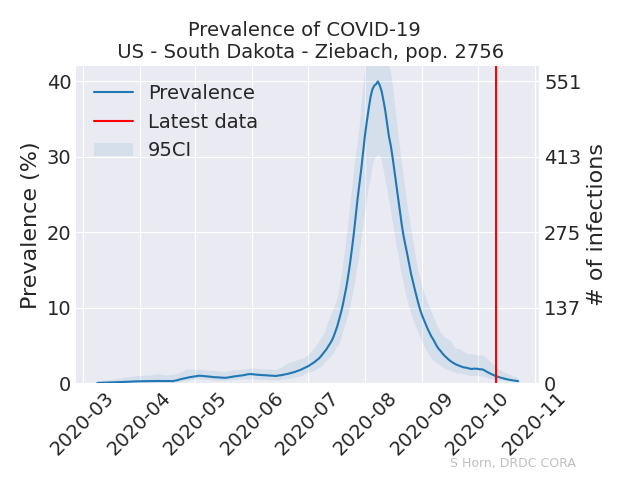 Prevalence of COVID-19
US - South Dakota - Ziebach, pop. 2756
Prevalence
Latest data
95CI
Prevalence (%)
40
30
20
10
0
551
413
275
137
0
# of infections
2020-03
2020-04
2020-05
2020-06
2020-07
2020-08
2020-09
2020-10
2020-11
S Horn, DRDC CORA